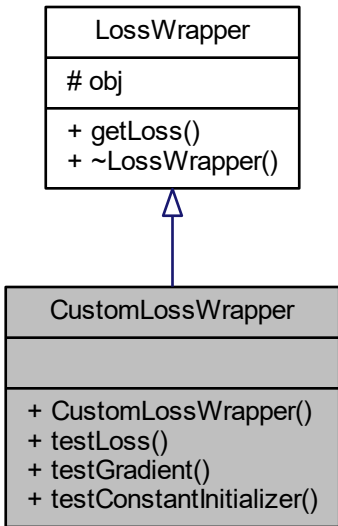 LossWrapper
# obj
+ getLoss()
+ ~LossWrapper()
CustomLossWrapper
+ CustomLossWrapper()
+ testLoss()
+ testGradient()
+ testConstantInitializer()